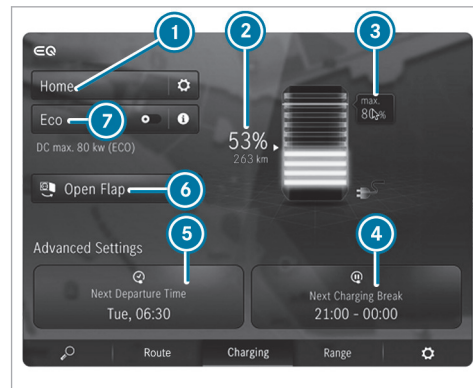 1
2
3
EQ
Home
max.
80%
Eco
7
53%
263 km
DC max. 80 kw (ECO)
Open Flap
6
5
4
Advanced Settings
Next Departure Time
Next Charging Break
Tue, 06:30
21:00 - 00:00
Route
Charging
Range